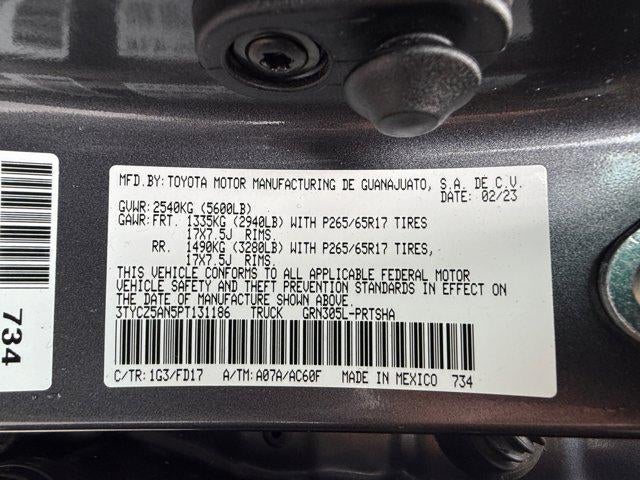 MFD.BY: TOYOTA MOTOR MANUFACTURING DE GUANAJUATO, S.A. DE C.V.
DATE: 02/23
GVWR: 2540KG (5600LB)
GAWR: FRT. 1335KG (2940LB) WITH P265/65R17 TIRES
17X7.5J RIMS.
RR. 1490KG (3280LB) WITH P265/65R17 TIRES,
17X7.5J RIMS.
THIS VEHICLE CONFORMS TO ALL APPLICABLE FEDERAL MOTOR
VEHICLE SAFETY AND THEFT PREVENTION STANDARDS IN EFFECT ON
THE DATE OF MANUFACTURE SHOWN ABOVE.
3TYCZ5AN5PT131186 TRUCK GRN305L-PRTSHA
C/TR: 1G3/FD17 A/TM: A07A/AC60F MADE IN MEXICO 734
734